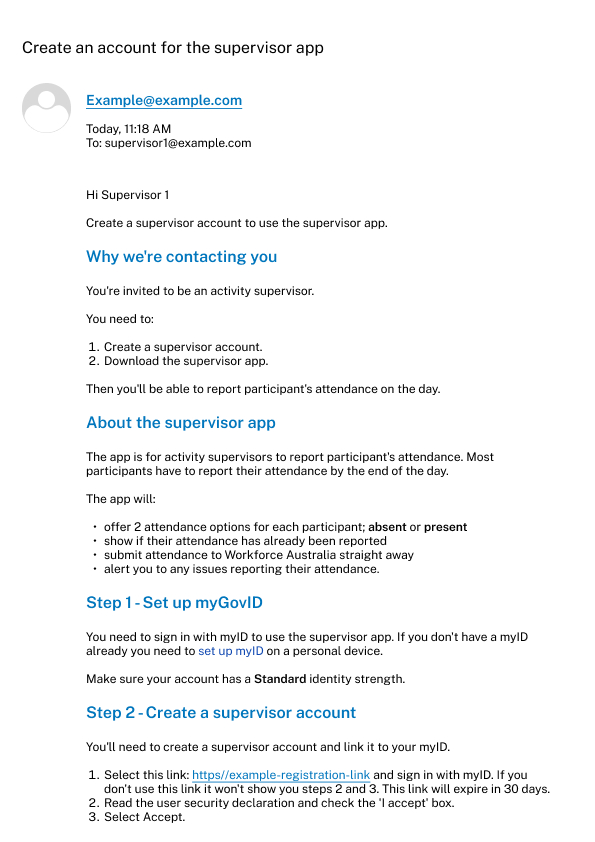 Create an account for the supervisor app
Example@example.com
Today, 11:18 AM
To: supervisor1@example.com
Hi Supervisor 1
Create a supervisor account to use the supervisor app.
Why we're contacting you
You're invited to be an activity supervisor.
You need to:
1. Create a supervisor account.
2. Download the supervisor app.
Then you'll be able to report participant's attendance on the day.
About the supervisor app
The app is for activity supervisors to report participant's attendance. Most
participants have to report their attendance by the end of the day.
The app will:
• offer 2 attendance options for each participant; absent or present
• show if their attendance has already been reported
• submit attendance to Workforce Australia straight away
• alert you to any issues reporting their attendance.
Step 1 - Set up myGovID
You need to sign in with myID to use the supervisor app. If you don't have a myID
already you need to set up myID on a personal device.
Make sure your account has a Standard identity strength.
Step 2 - Create a supervisor account
You'll need to create a supervisor account and link it to your myID.
1. Select this link: https//example-registration-link and sign in with myID. If you
don't use this link it won't show you steps 2 and 3. This link will expire in 30 days.
2. Read the user security declaration and check the 'I accept' box.
3. Select Accept.